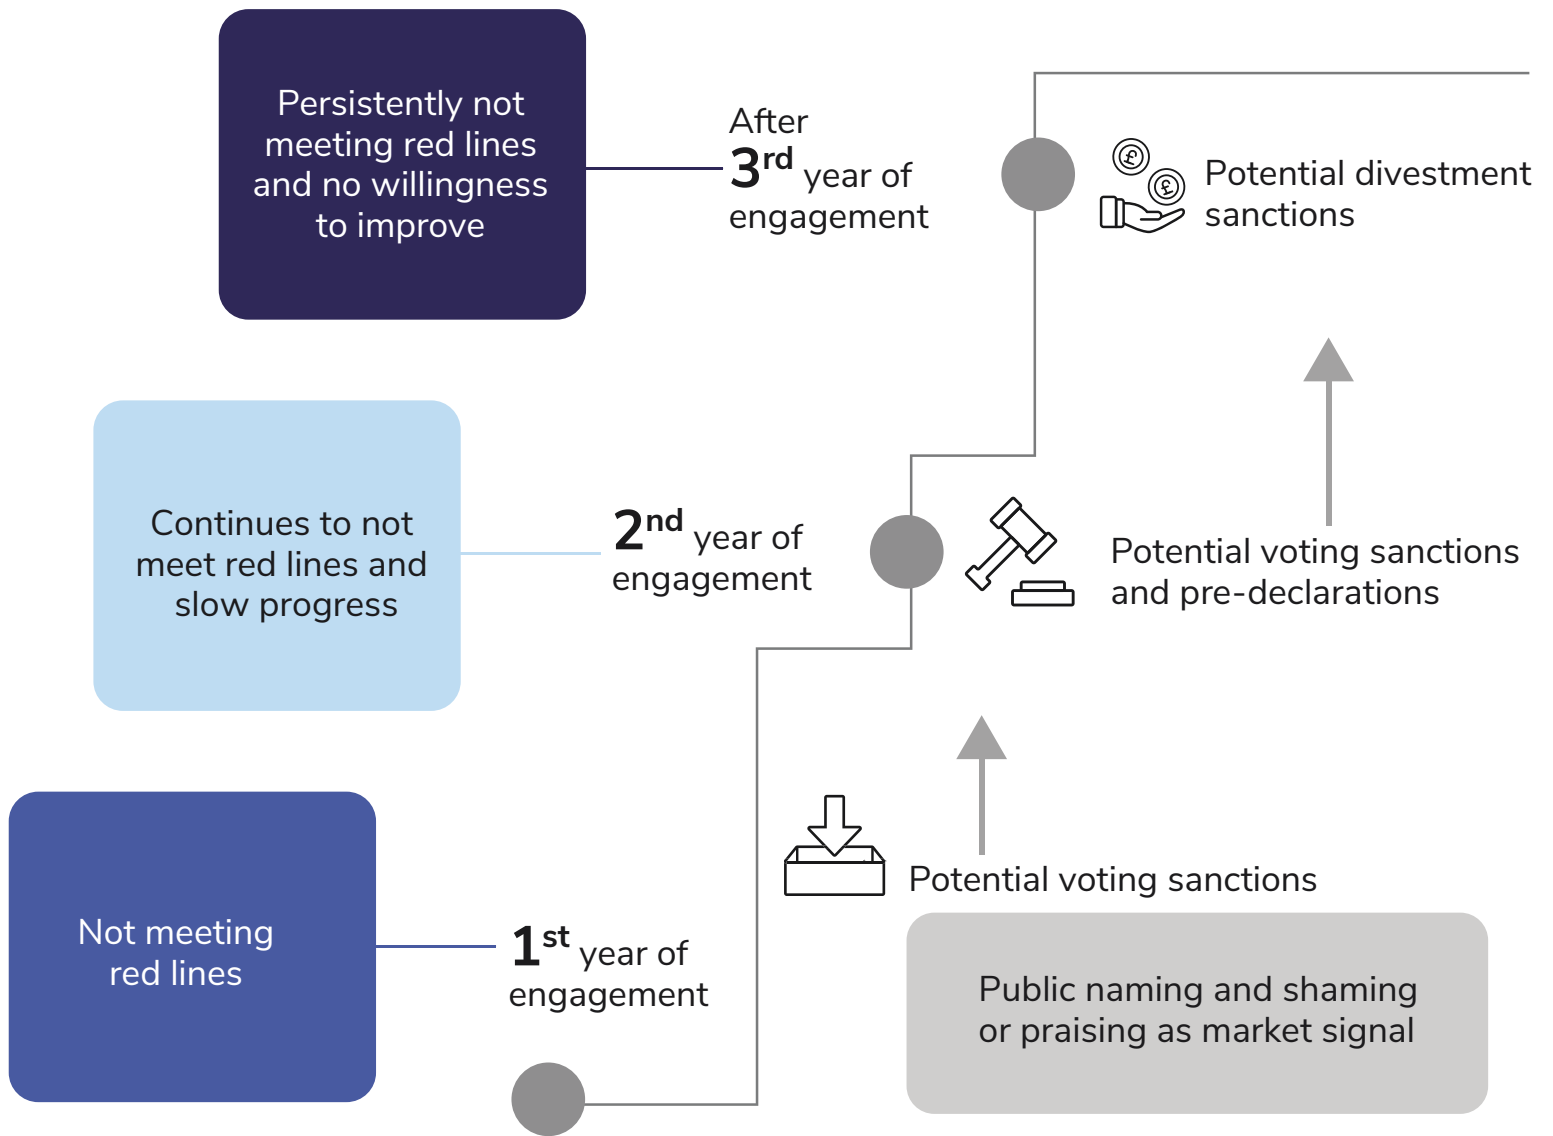 Persistently not
meeting red lines
and no willingness
to improve
After
3rd year of
engagement
££
Potential divestment
sanctions
Continues to not
meet red lines and
slow progress
2nd year of
engagement
Potential voting sanctions
and pre-declarations
Not meeting
red lines
1st year of
engagement
Potential voting sanctions
Public naming and shaming
or praising as market signal